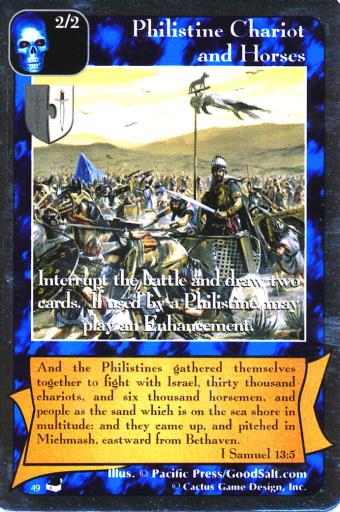 2/2
Philistine Chariot
and Horses
Interrupt the battle and draw two
cards. If used by a Philistine, may
play an Enhancement.
And the Philistines gathered themselves
together to fight with Israel, thirty thousand
chariots, and six thousand horsemen, and
people as the sand which is on the sea shore in
multitude: and they came up, and pitched in
Michmash, eastward from Bethaven.
I Samuel 13:5
Illus. © Pacific Press/GoodSalt.com
49 © Cactus Game Design, Inc.